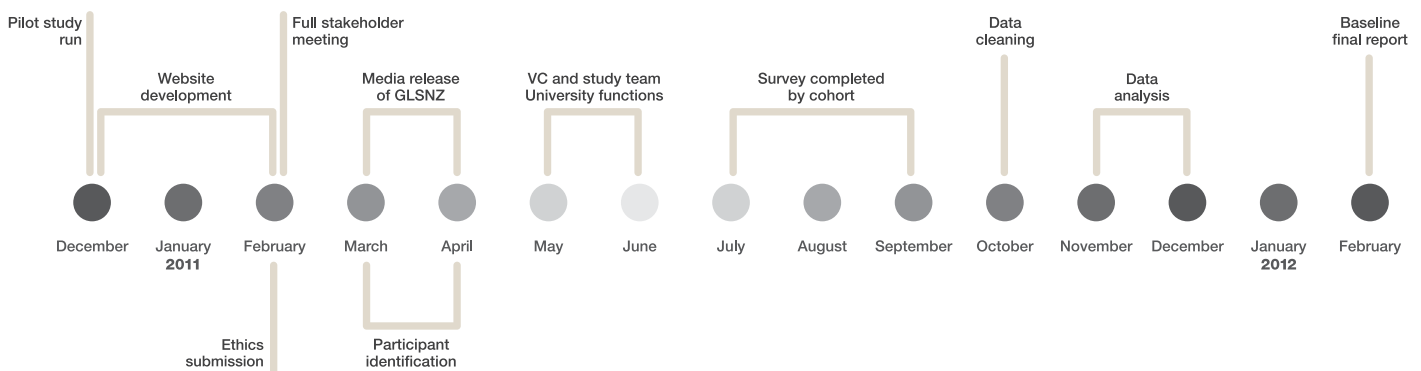 Pilot study
run
Full stakeholder
meeting
Data
cleaning
Baseline
final report
Website
development
Media release
of GLSNZ
VC and study team
University functions
Survey completed
by cohort
Data
analysis
December
January
2011
February
March
April
May
June
July
August
September
October
November
December
January
2012
February
Ethics
submission
Participant
identification